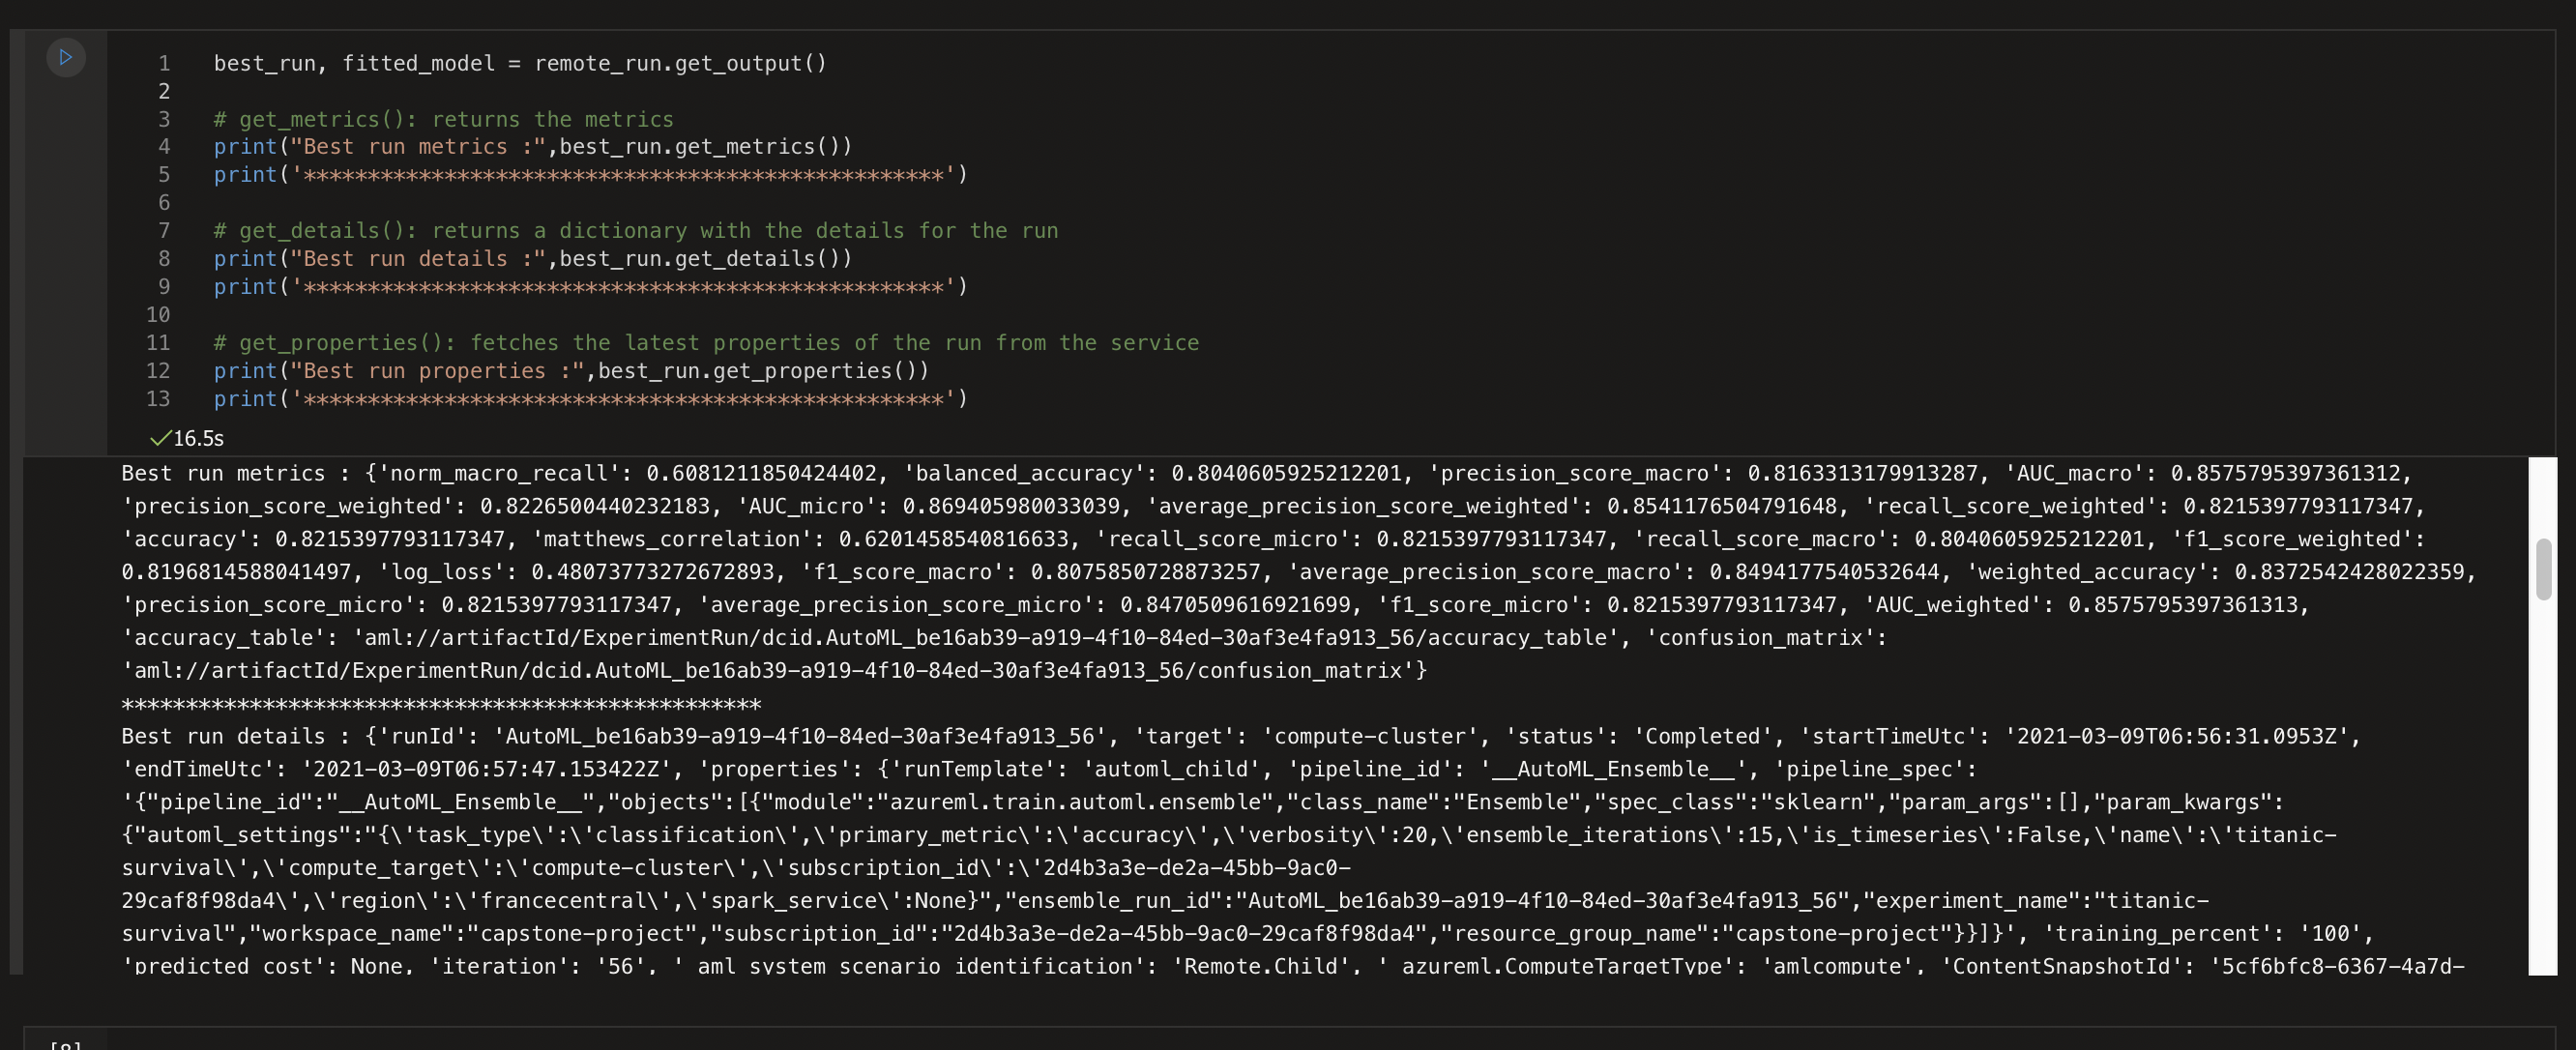 1 best_run, fitted_model = remote_run.get_output()
2
3 # get_metrics(): returns the metrics
4 print("Best run metrics :",best_run.get_metrics())
5 print('**************************************************')
6
7 # get_details(): returns a dictionary with the details for the run
8 print("Best run details :",best_run.get_details())
9 print('**************************************************')
10
11 # get_properties(): fetches the latest properties of the run from the service
12 print("Best run properties :",best_run.get_properties())
13 print('**************************************************')
16.5s
Best run metrics : {'norm_macro_recall': 0.6081211850424402, 'balanced_accuracy': 0.8040605925212201, 'precision_score_macro': 0.8163313179913287, 'AUC_macro': 0.8575795397361312,
'precision_score_weighted': 0.8226500440232183, 'AUC_micro': 0.869405980033039, 'average_precision_score_weighted': 0.8541176504791648, 'recall_score_weighted': 0.8215397793117347,
'accuracy': 0.8215397793117347, 'matthews_correlation': 0.6201458540816633, 'recall_score_micro': 0.8215397793117347, 'recall_score_macro': 0.8040605925212201, 'f1_score_weighted':
0.8196814588041497, 'log_loss': 0.48073773272672893, 'f1_score_macro': 0.8075850728873257, 'average_precision_score_macro': 0.8494177540532644, 'weighted_accuracy': 0.8372542428022359,
'precision_score_micro': 0.8215397793117347, 'average_precision_score_micro': 0.8470509616921699, 'f1_score_micro': 0.8215397793117347, 'AUC_weighted': 0.8575795397361313,
'accuracy_table': 'aml://artifactId/ExperimentRun/dcid.AutoML_be16ab39-a919-4f10-84ed-30af3e4fa913_56/accuracy_table', 'confusion_matrix':
'aml://artifactId/ExperimentRun/dcid.AutoML_be16ab39-a919-4f10-84ed-30af3e4fa913_56/confusion_matrix'}
**************************************************
Best run details : {'runId': 'AutoML_be16ab39-a919-4f10-84ed-30af3e4fa913_56', 'target': 'compute-cluster', 'status': 'Completed', 'startTimeUtc': '2021-03-09T06:56:31.0953Z',
'endTimeUtc': '2021-03-09T06:57:47.153422Z', 'properties': {'runTemplate': 'automl_child', 'pipeline_id': '__AutoML_Ensemble__', 'pipeline_spec':
'{"pipeline_id":"__AutoML_Ensemble__","objects":[{"module":"azureml.train.automl.ensemble","class_name":"Ensemble","spec_class":"sklearn","param_args":[],"param_kwargs":
{"automl_settings":"{\'task_type\':\'classification\',\'primary_metric\':\'accuracy\',\'verbosity\':20,\'ensemble_iterations\':15,\'is_timeseries\':False,\'name\':\'titanic-
survival\',\'compute_target\':\'compute-cluster\',\'subscription_id\':\'2d4b3a3e-de2a-45bb-9ac0-
29caf8f98da4\',\'region\':\'francecentral\',\'spark_service\':None}","ensemble_run_id":"AutoML_be16ab39-a919-4f10-84ed-30af3e4fa913_56","experiment_name":"titanic-
survival","workspace_name":"capstone-project","subscription_id":"2d4b3a3e-de2a-45bb-9ac0-29caf8f98da4","resource_group_name":"capstone-project"}}]}', 'training_percent': '100',
'predicted_cost': None, 'iteration': '56', '_aml_system_scenario_identification': 'Remote.Child', '_azureml.ComputeTargetType': 'amlcompute', 'ContentSnapshotId': '5cf6bfc8-6367-4a7d-
[8]